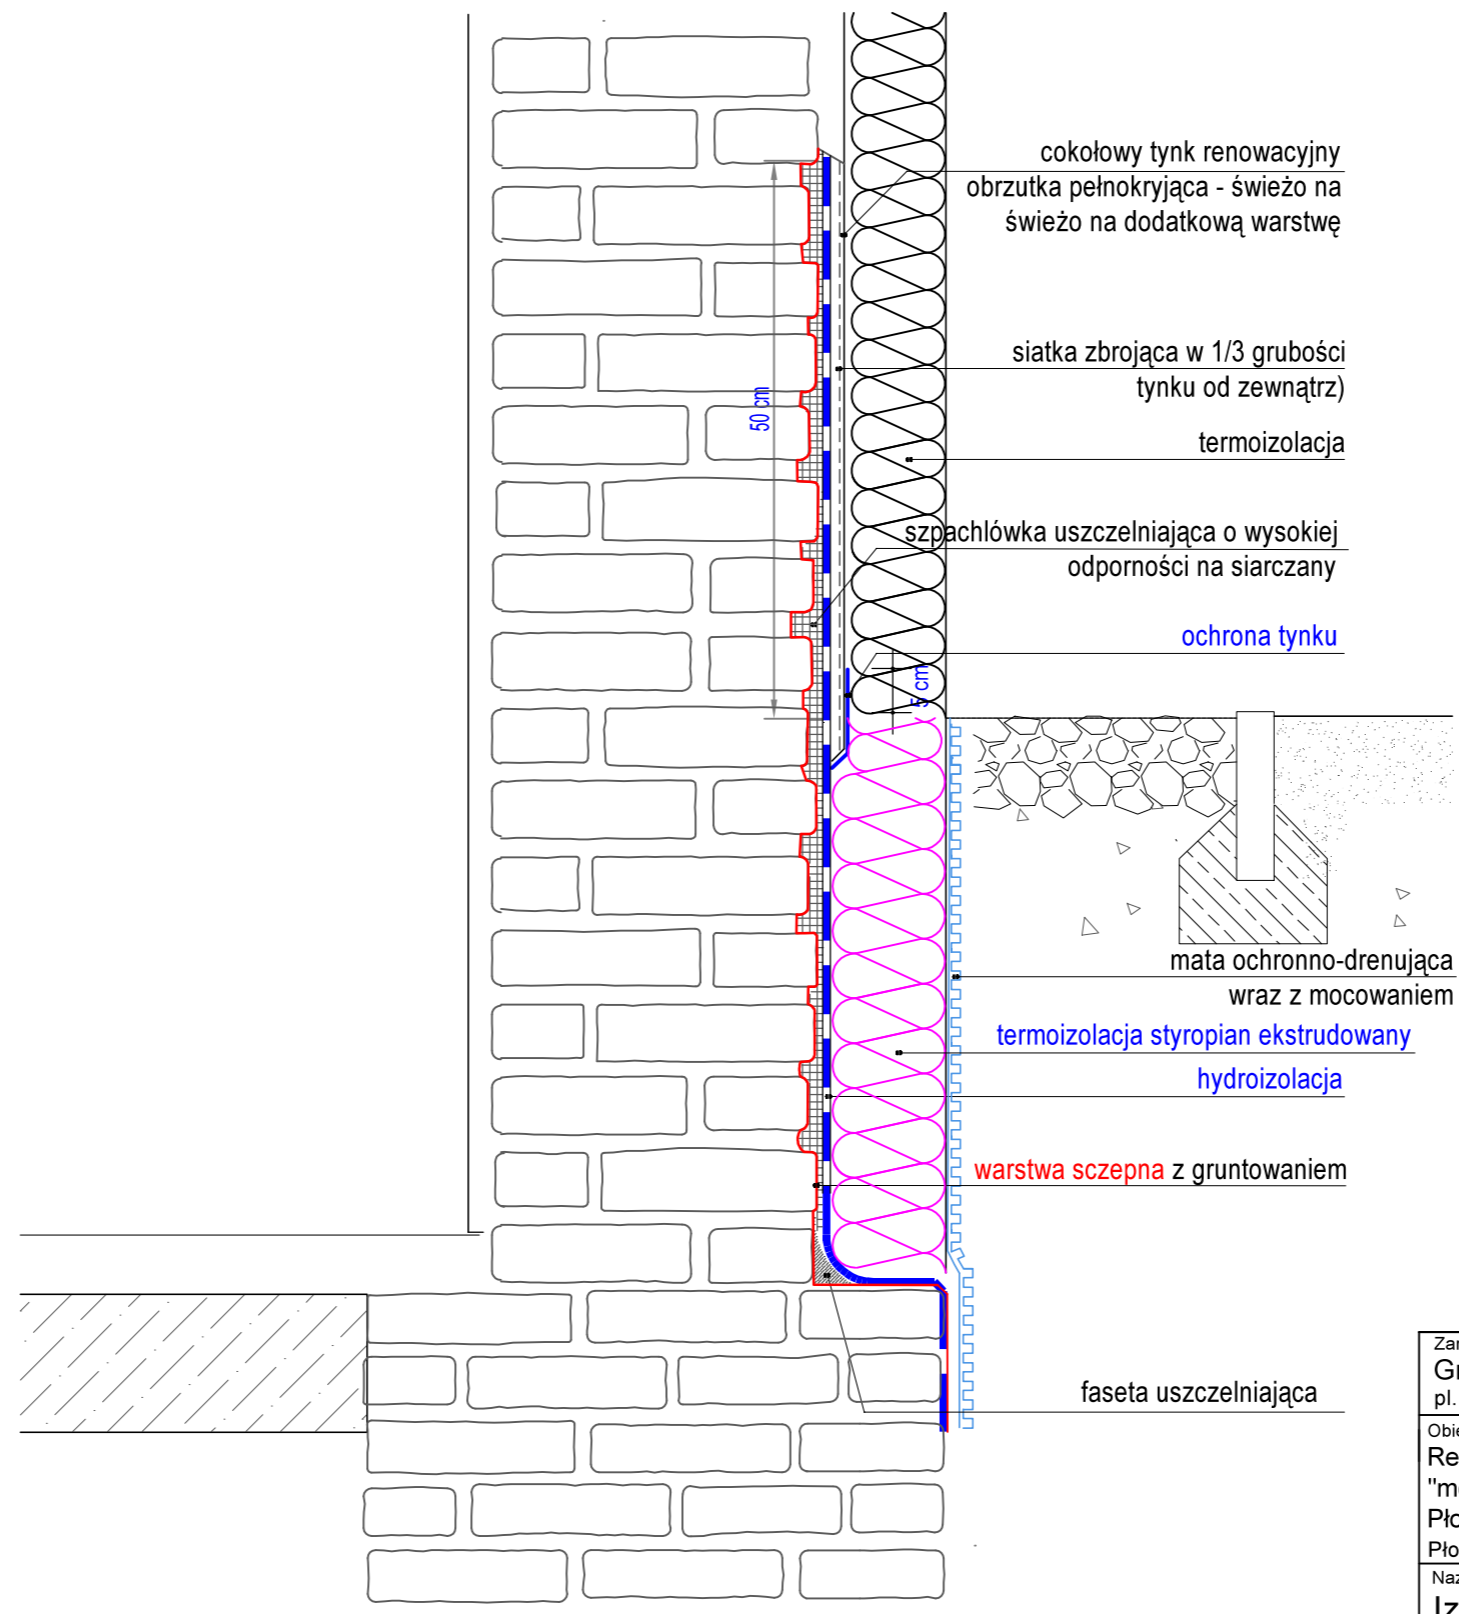 cokołowy tynk renowacyjny
obrzutka pełnokryjąca - świeżo na
świeżo na dodatkową warstwę
siatka zbrojąca w 1/3 grubości
tynku od zewnątrz)
50 cm
termoizolacja
szpachlówka uszczelniająca o wysokiej
odporności na siarczany
ochrona tynku
5 cm
mata ochronno-drenująca
wraz z mocowaniem
termoizolacja styropian ekstrudowany
hydroizolacja
warstwa sczepna z gruntowaniem
faseta uszczelniająca
pl.